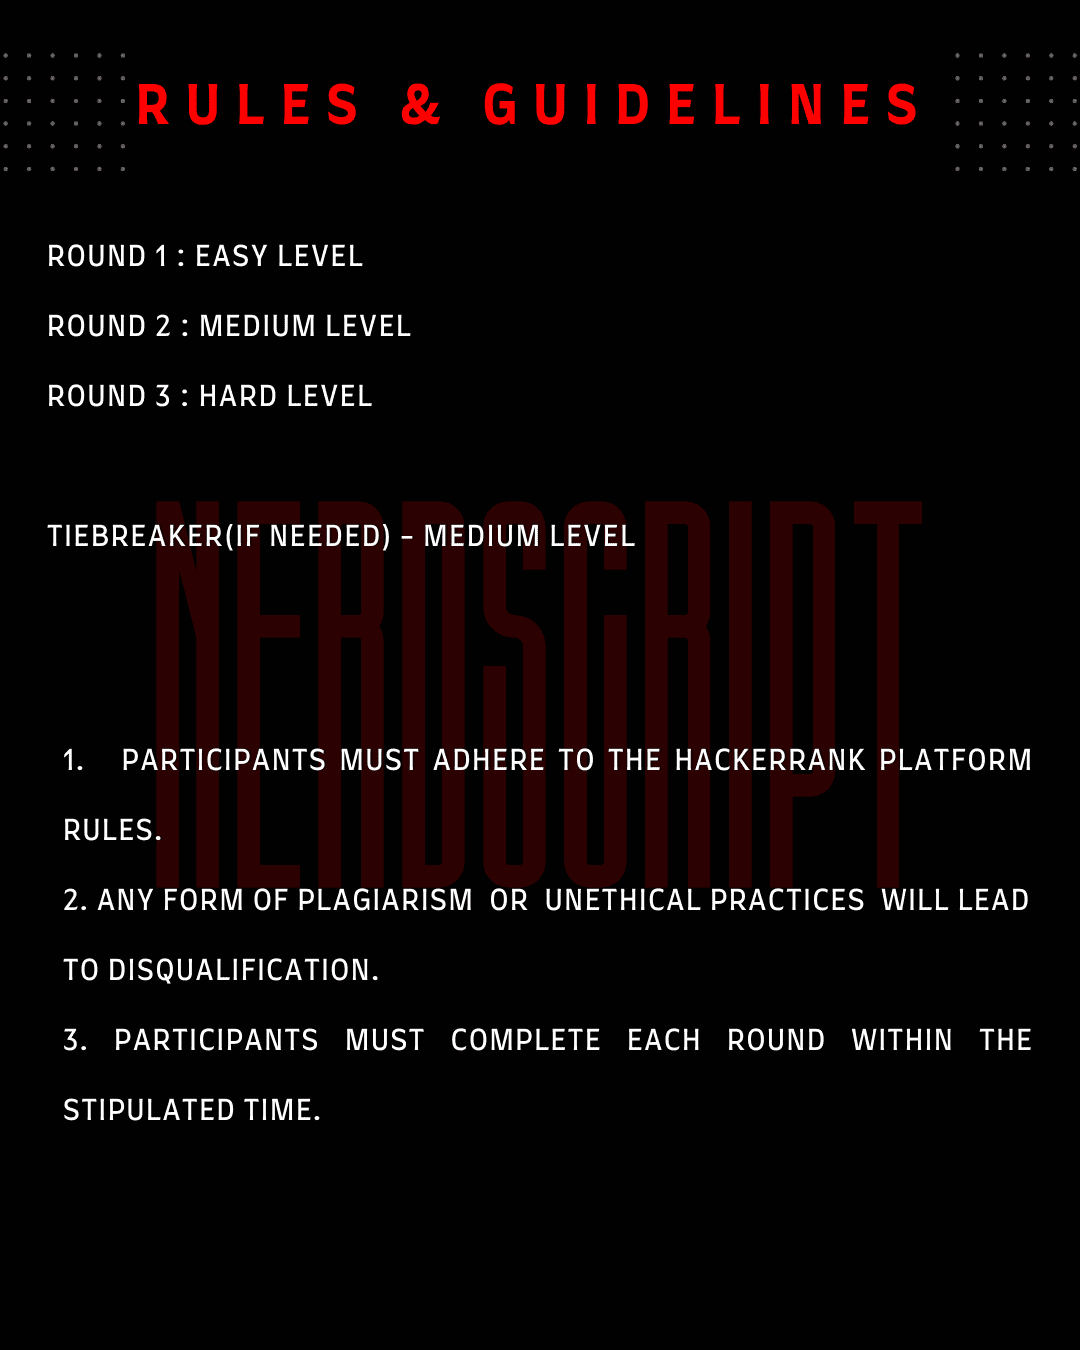 RULES & GUIDELINES
ROUND 1 : EASY LEVEL
ROUND 2 : MEDIUM LEVEL
ROUND 3 : HARD LEVEL
NERDSCRIPT
TIEBREAKER(IF NEEDED) - MEDIUM LEVEL
1. PARTICIPANTS MUST ADHERE TO THE HACKERRANK PLATFORM
RULES.
2. ANY FORM OF PLAGIARISM OR UNETHICAL PRACTICES WILL LEAD
TO DISQUALIFICATION.
3. PARTICIPANTS MUST COMPLETE EACH ROUND WITHIN THE
STIPULATED TIME.